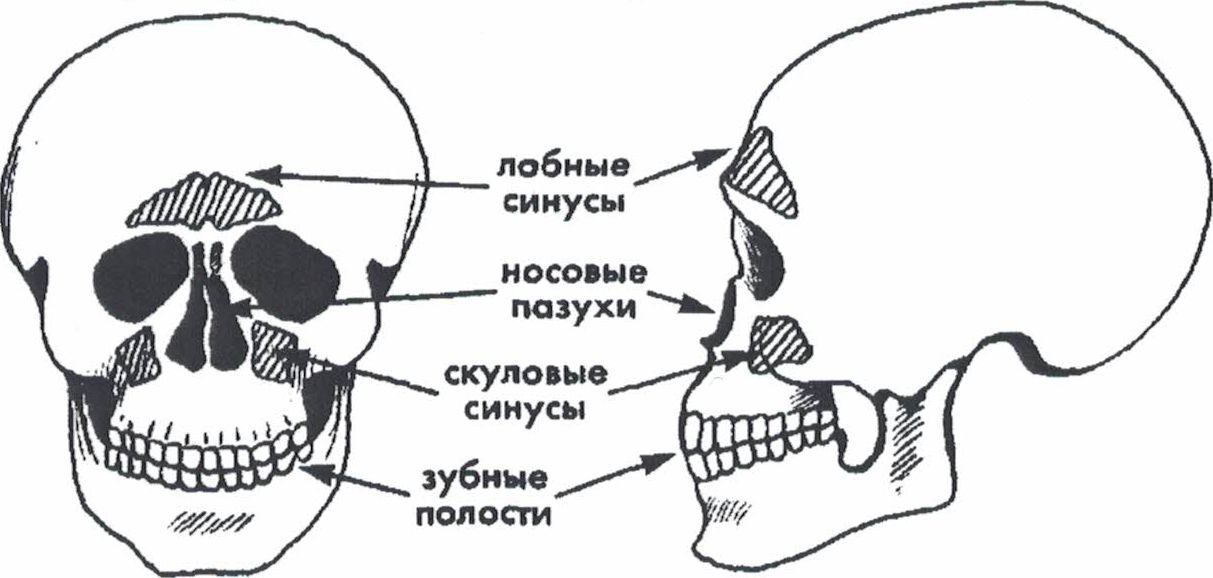 лобные
синусы
носовые
пазухи
скуловые
синусы
зубные
полости